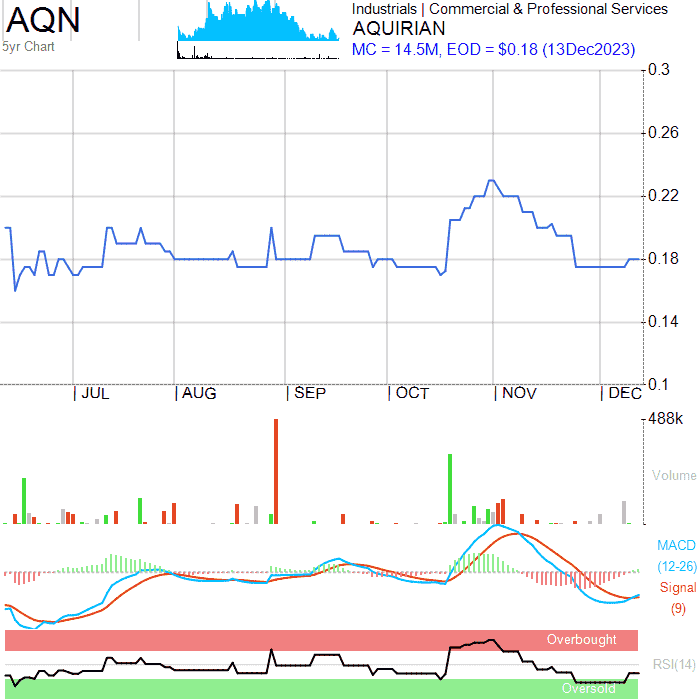 AQN
5yr Chart
Industrials | Commercial & Professional Services
AQUIRIAN
MC = 14.5M, EOD = $0.18 (13Dec2023)
0.3
0.26
0.22
0.18
0.14
0.1
| JUL | AUG | SEP | OCT | NOV | DEC
488k
Volume
MACD
(12-26)
Signal
(9)
Overbought
RSI(14)
Oversold